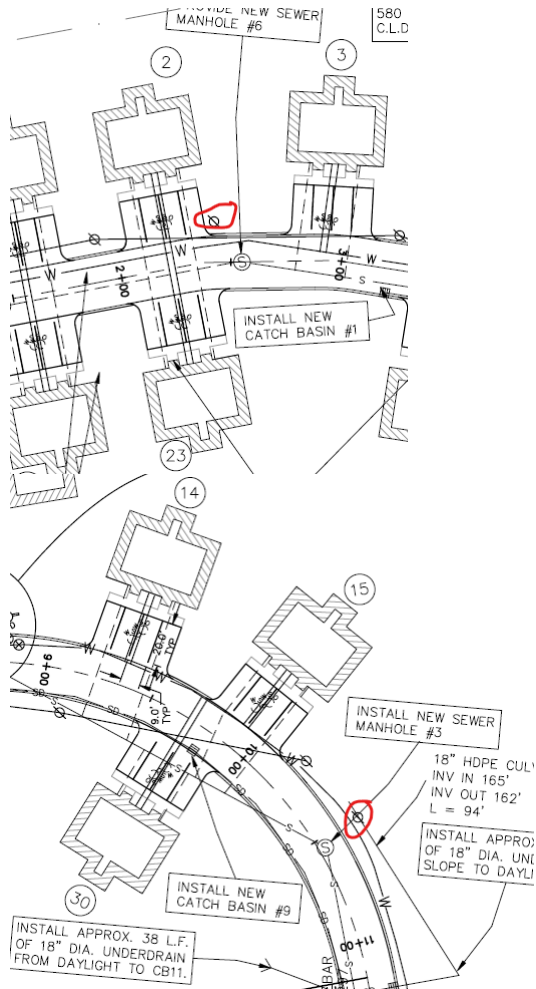 PROVIDE NEW SEWER
MANHOLE #6
580
C.L.D
2
3
W
W
2+00
S
3+00
W
S
INSTALL NEW
CATCH BASIN #1
23
14
15
20.0'
TYP
9.0'
TYP
W
9+00
SD
SD
S
S
10+00
W
INSTALL NEW SEWER
MANHOLE #3
18" HDPE CULV
INV IN 165'
INV OUT 162'
L = 94'
S
S
SD
S
W
INSTALL APPROX
OF 18" DIA. UND
SLOPE TO DAYLI
INSTALL NEW
CATCH BASIN #9
30
11+00
INSTALL APPROX. 38 L.F.
OF 18" DIA. UNDERDRAIN
FROM DAYLIGHT TO CB11.